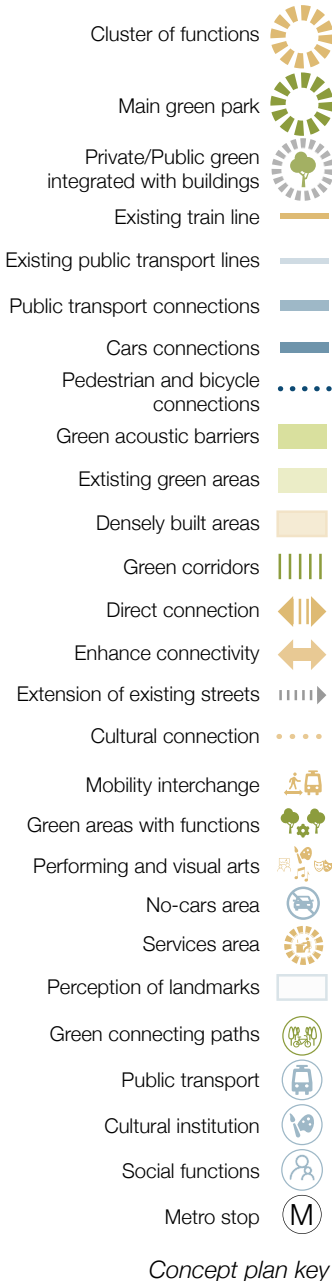 Cluster of functions
Main green park
Private/Public green
integrated with buildings
Existing train line
Existing public transport lines
Public transport connections
Cars connections
Pedestrian and bicycle
connections
Green acoustic barriers
Extisting green areas
Densely built areas
Green corridors
Direct connection
Enhance connectivity
Extension of existing streets
Cultural connection
Mobility interchange
Green areas with functions
Performing and visual arts
No-cars area
Services area
Perception of landmarks
Green connecting paths
Public transport
Cultural institution
Social functions
Metro stop M
Concept plan key